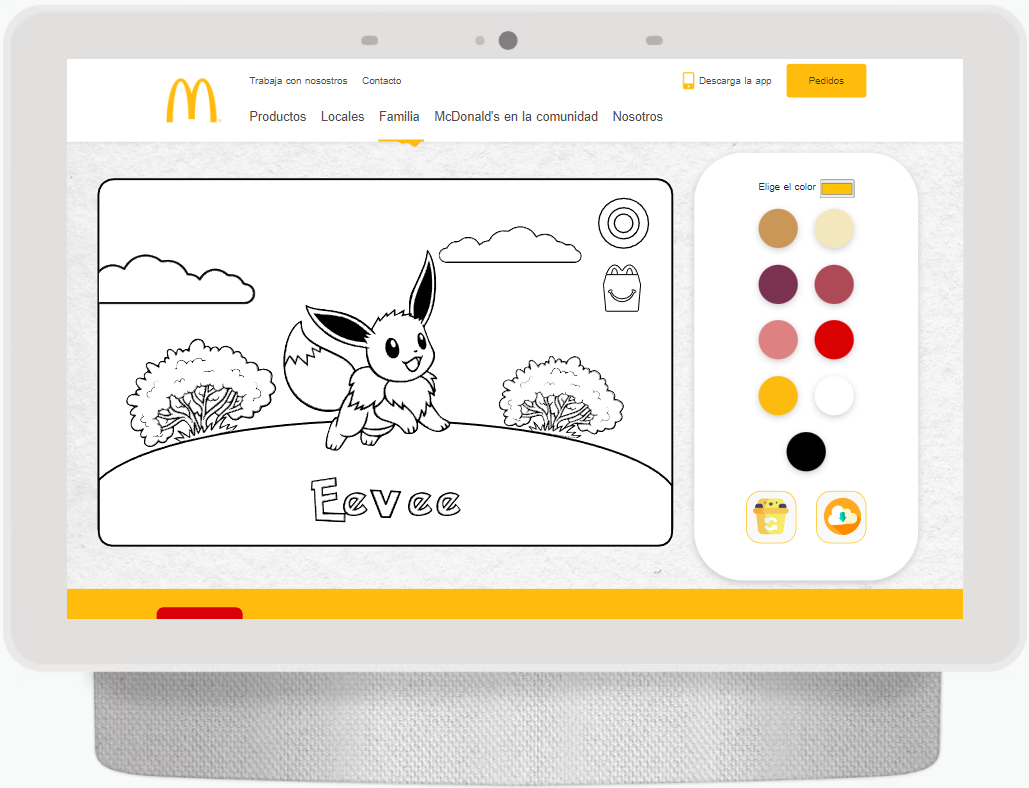 Trabaja con nososotros Contacto
Descarga la app
Pedidos
Productos Locales Familia McDonald's en la comunidad Nosotros
Elige el color
Eevee